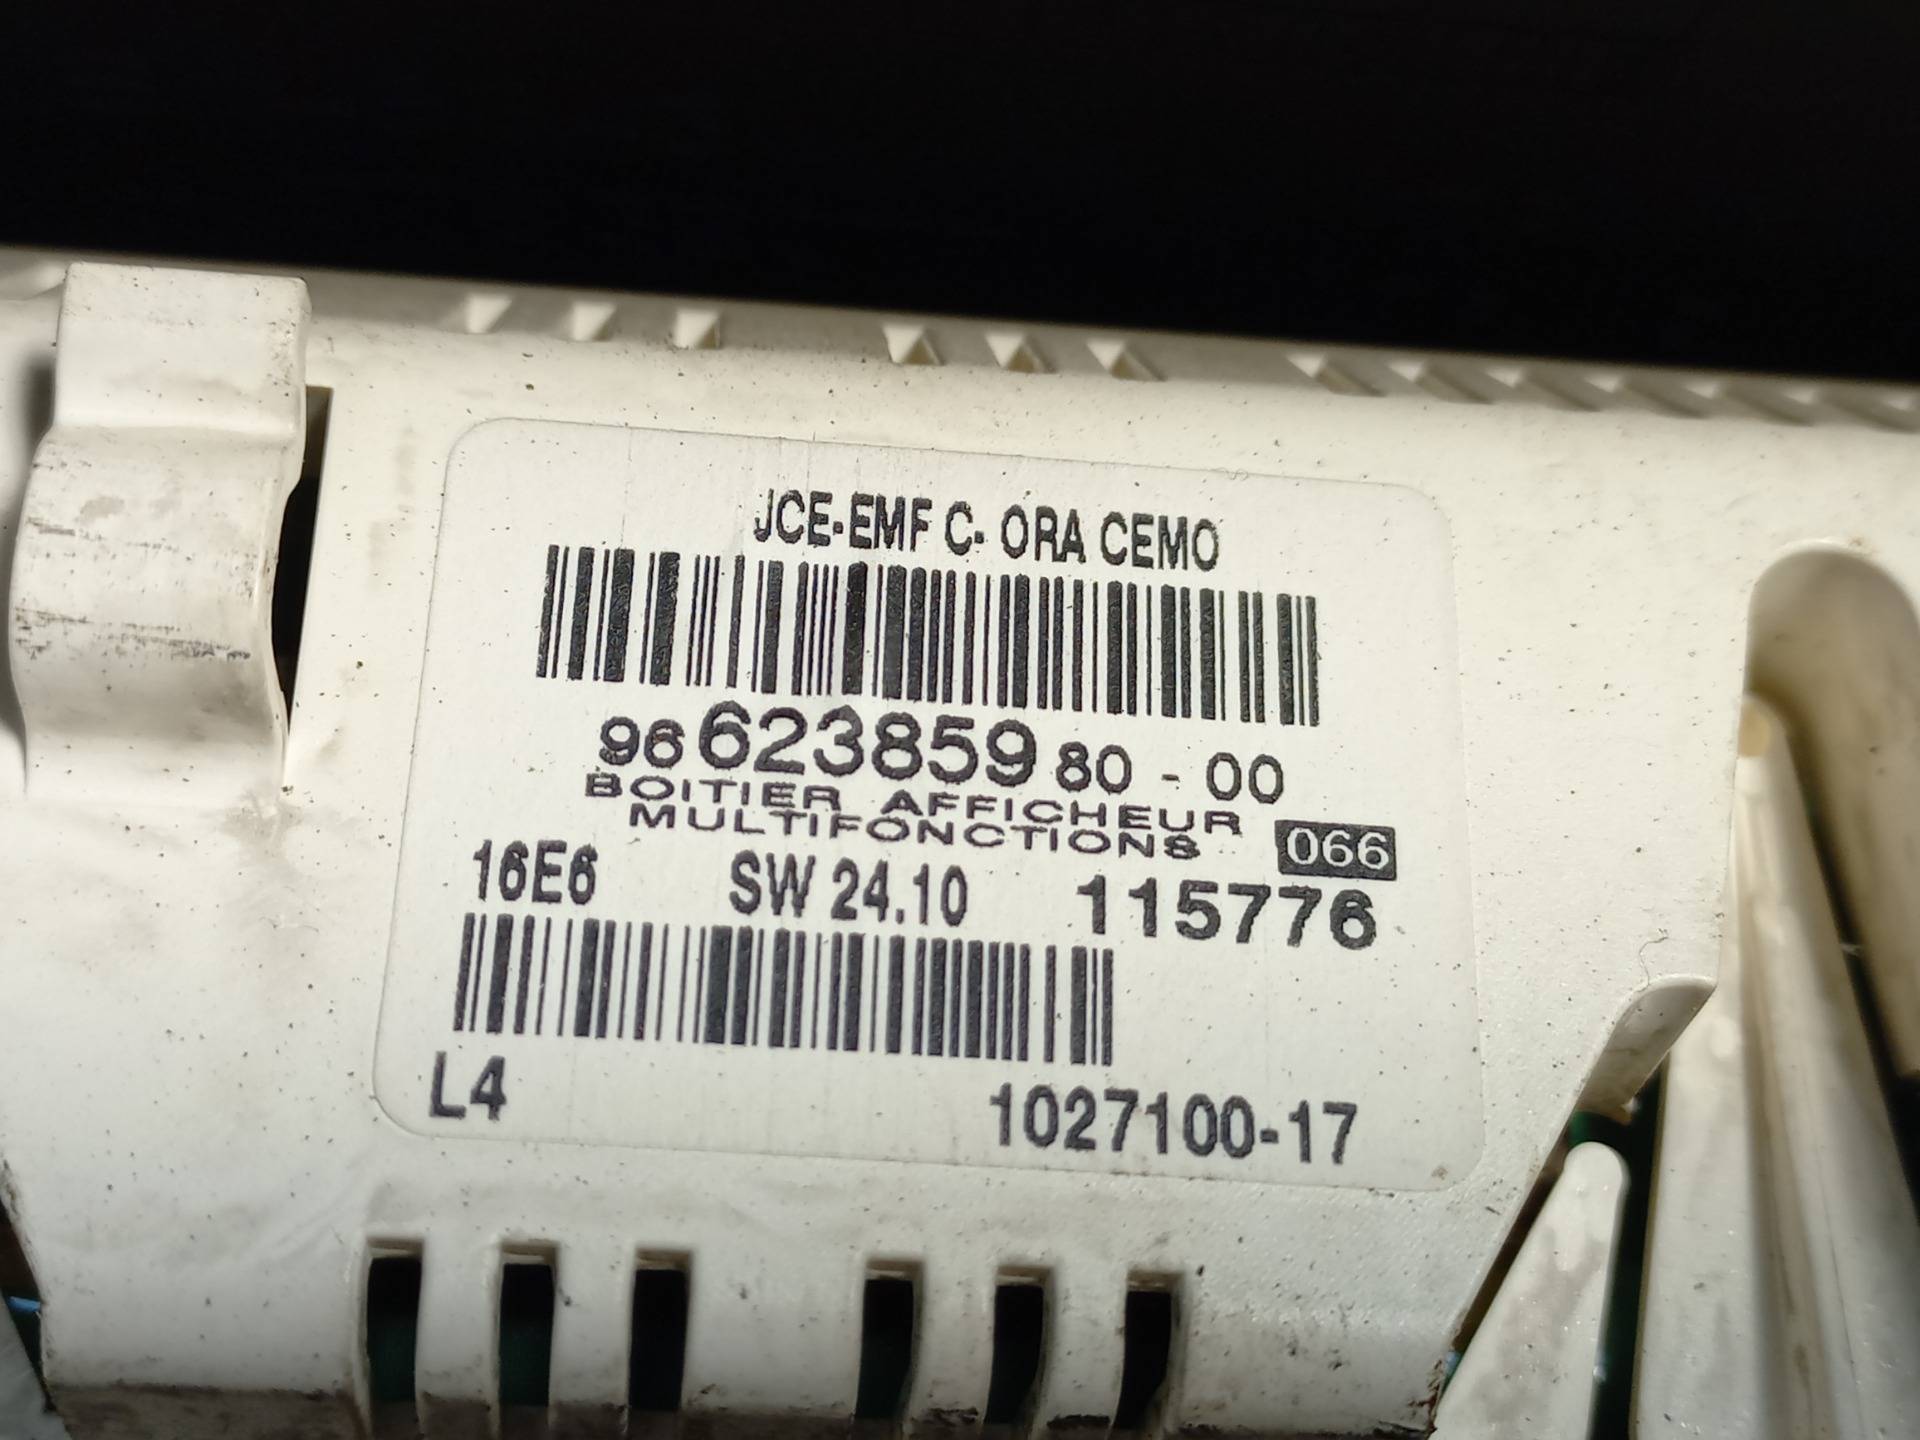 JCE-EMF C- ORA CEMO
96 623859 80 - 00
BOITIER AFFICHEUR
MULTIFONCTIONS
066
16E6 SW 24.10 115776
L4 1027100-17